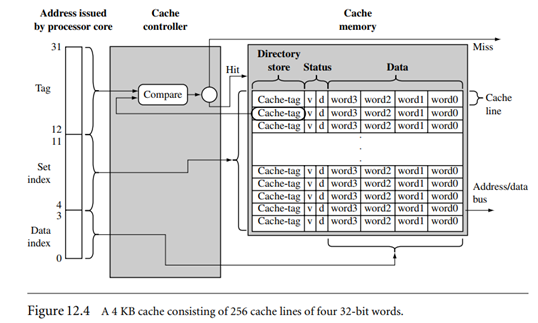 Address issued
by processor core
Cache
controller
Cache
memory
31
Miss
Hit
Directory
store
Status
Data
Tag
Compare
Cache-tag v d word3 word2 word1 word0
Cache-tag v d word3 word2 word1 word0
Cache-tag v d word3 word2 word1 word0
Cache
line
12
11
. . .
Set
index
Cache-tag v d word3 word2 word1 word0
Cache-tag v d word3 word2 word1 word0
Cache-tag v d word3 word2 word1 word0
Cache-tag v d word3 word2 word1 word0
Cache-tag v d word3 word2 word1 word0
Address/data
bus
4
3
Data
index
0
Figure 12.4 A 4 KB cache consisting of 256 cache lines of four 32-bit words.